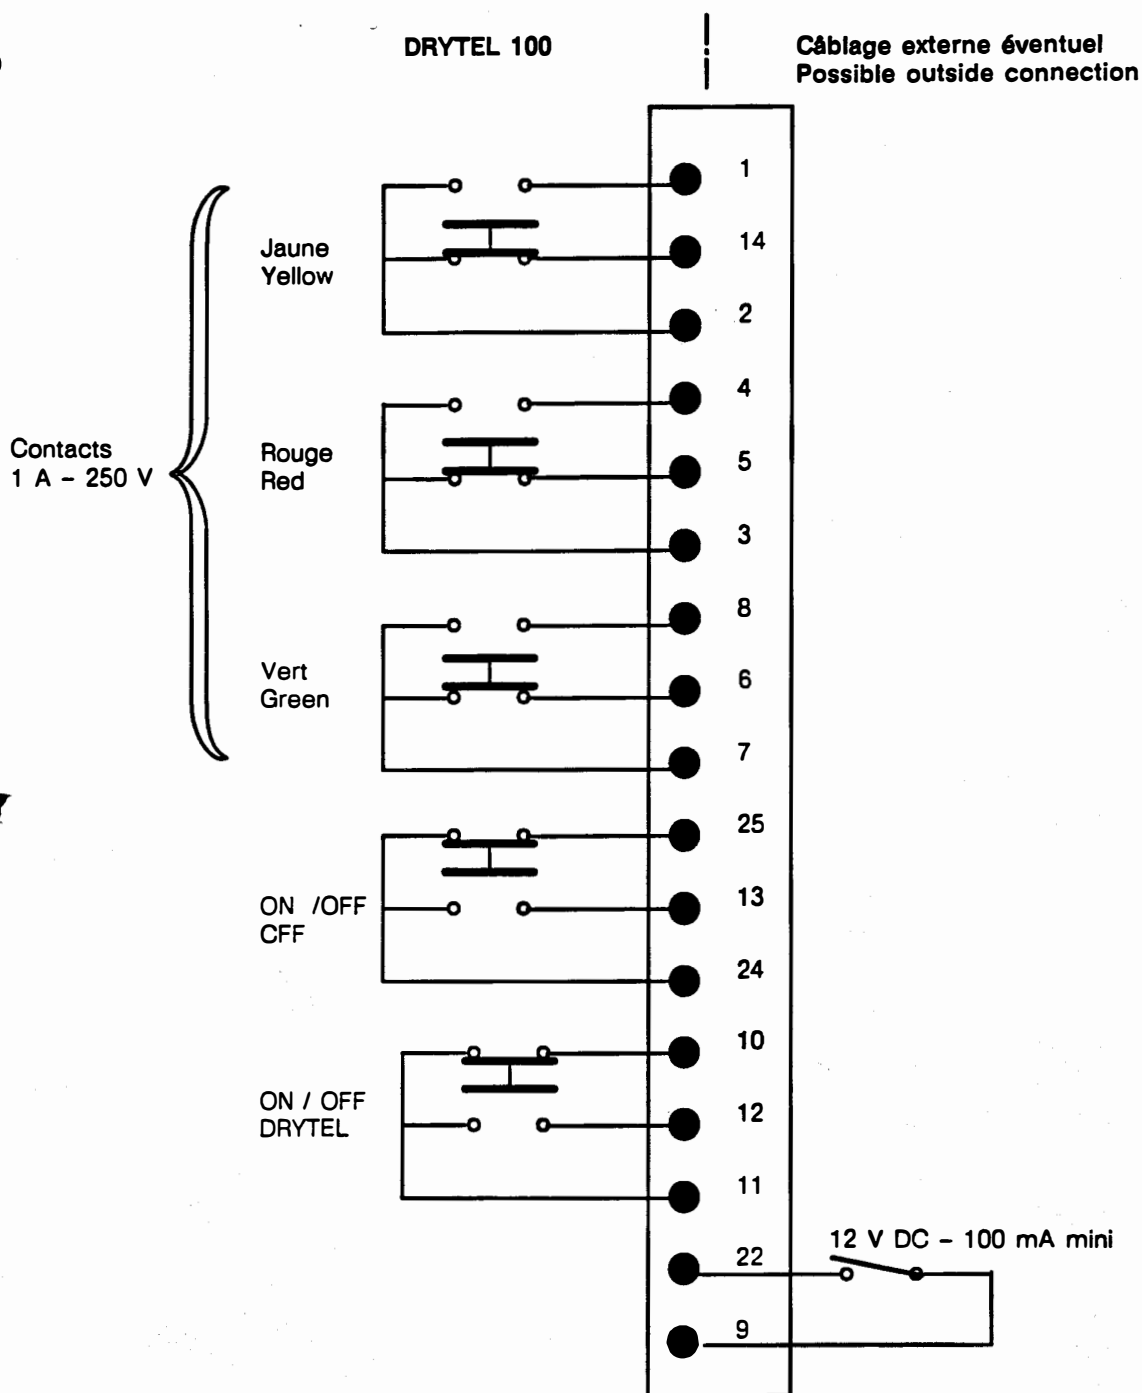 DRYTEL 100
Câblage externe éventuel
Possible outside connection
1
Jaune
Yellow
14
2
4
Contacts
1 A - 250 V
Rouge
Red
5
3
8
Vert
Green
6
7
25
ON /OFF
CFF
13
24
10
ON / OFF
DRYTEL
12
11
12 V DC - 100 mA mini
22
9